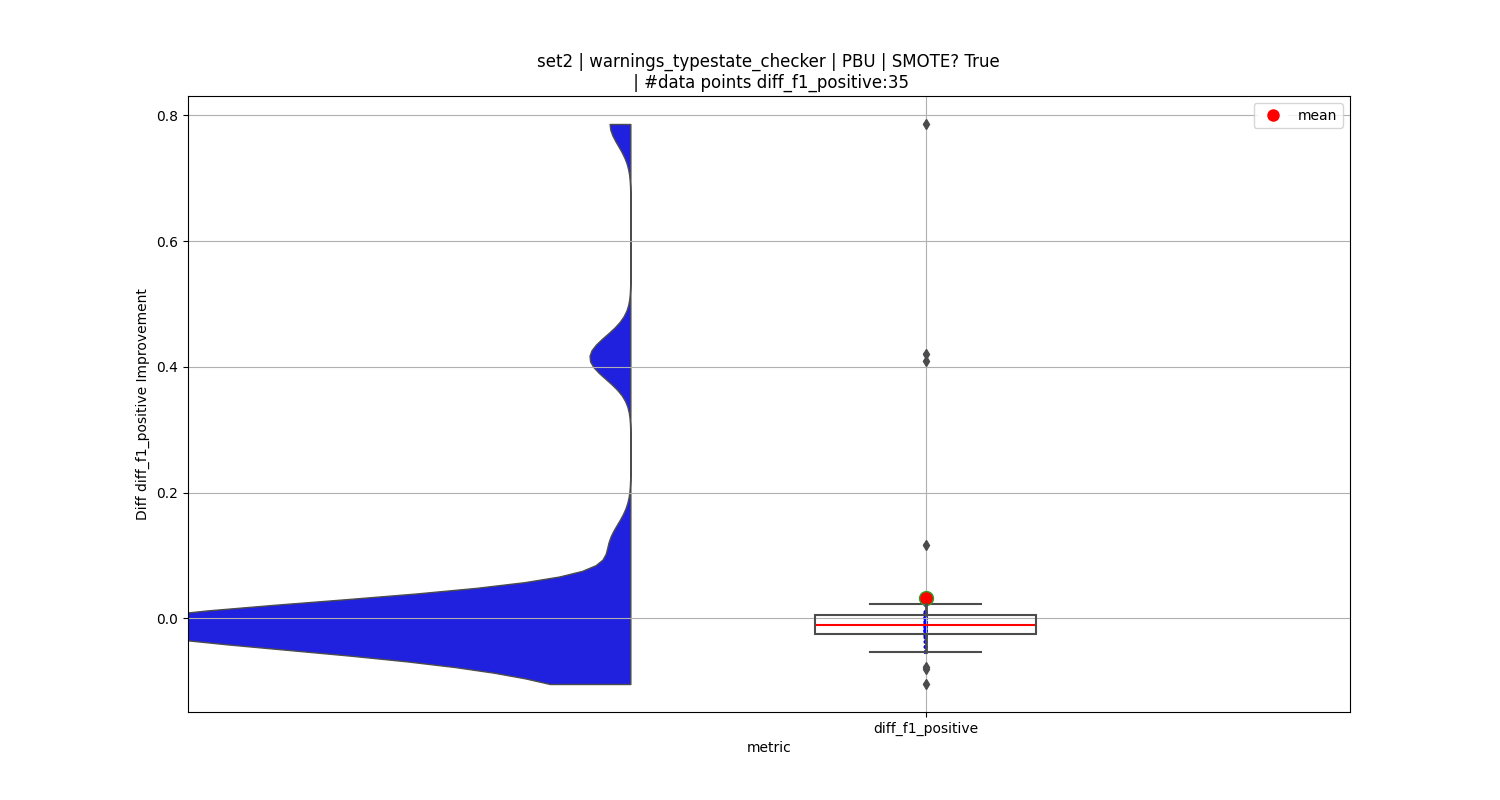 set2 | warnings_typestate_checker | PBU | SMOTE? True
| #data points diff_f1_positive:35
mean
0.8
0.6
0.4
0.2
0.0
Diff diff_f1_positive Improvement
diff_f1_positive
metric